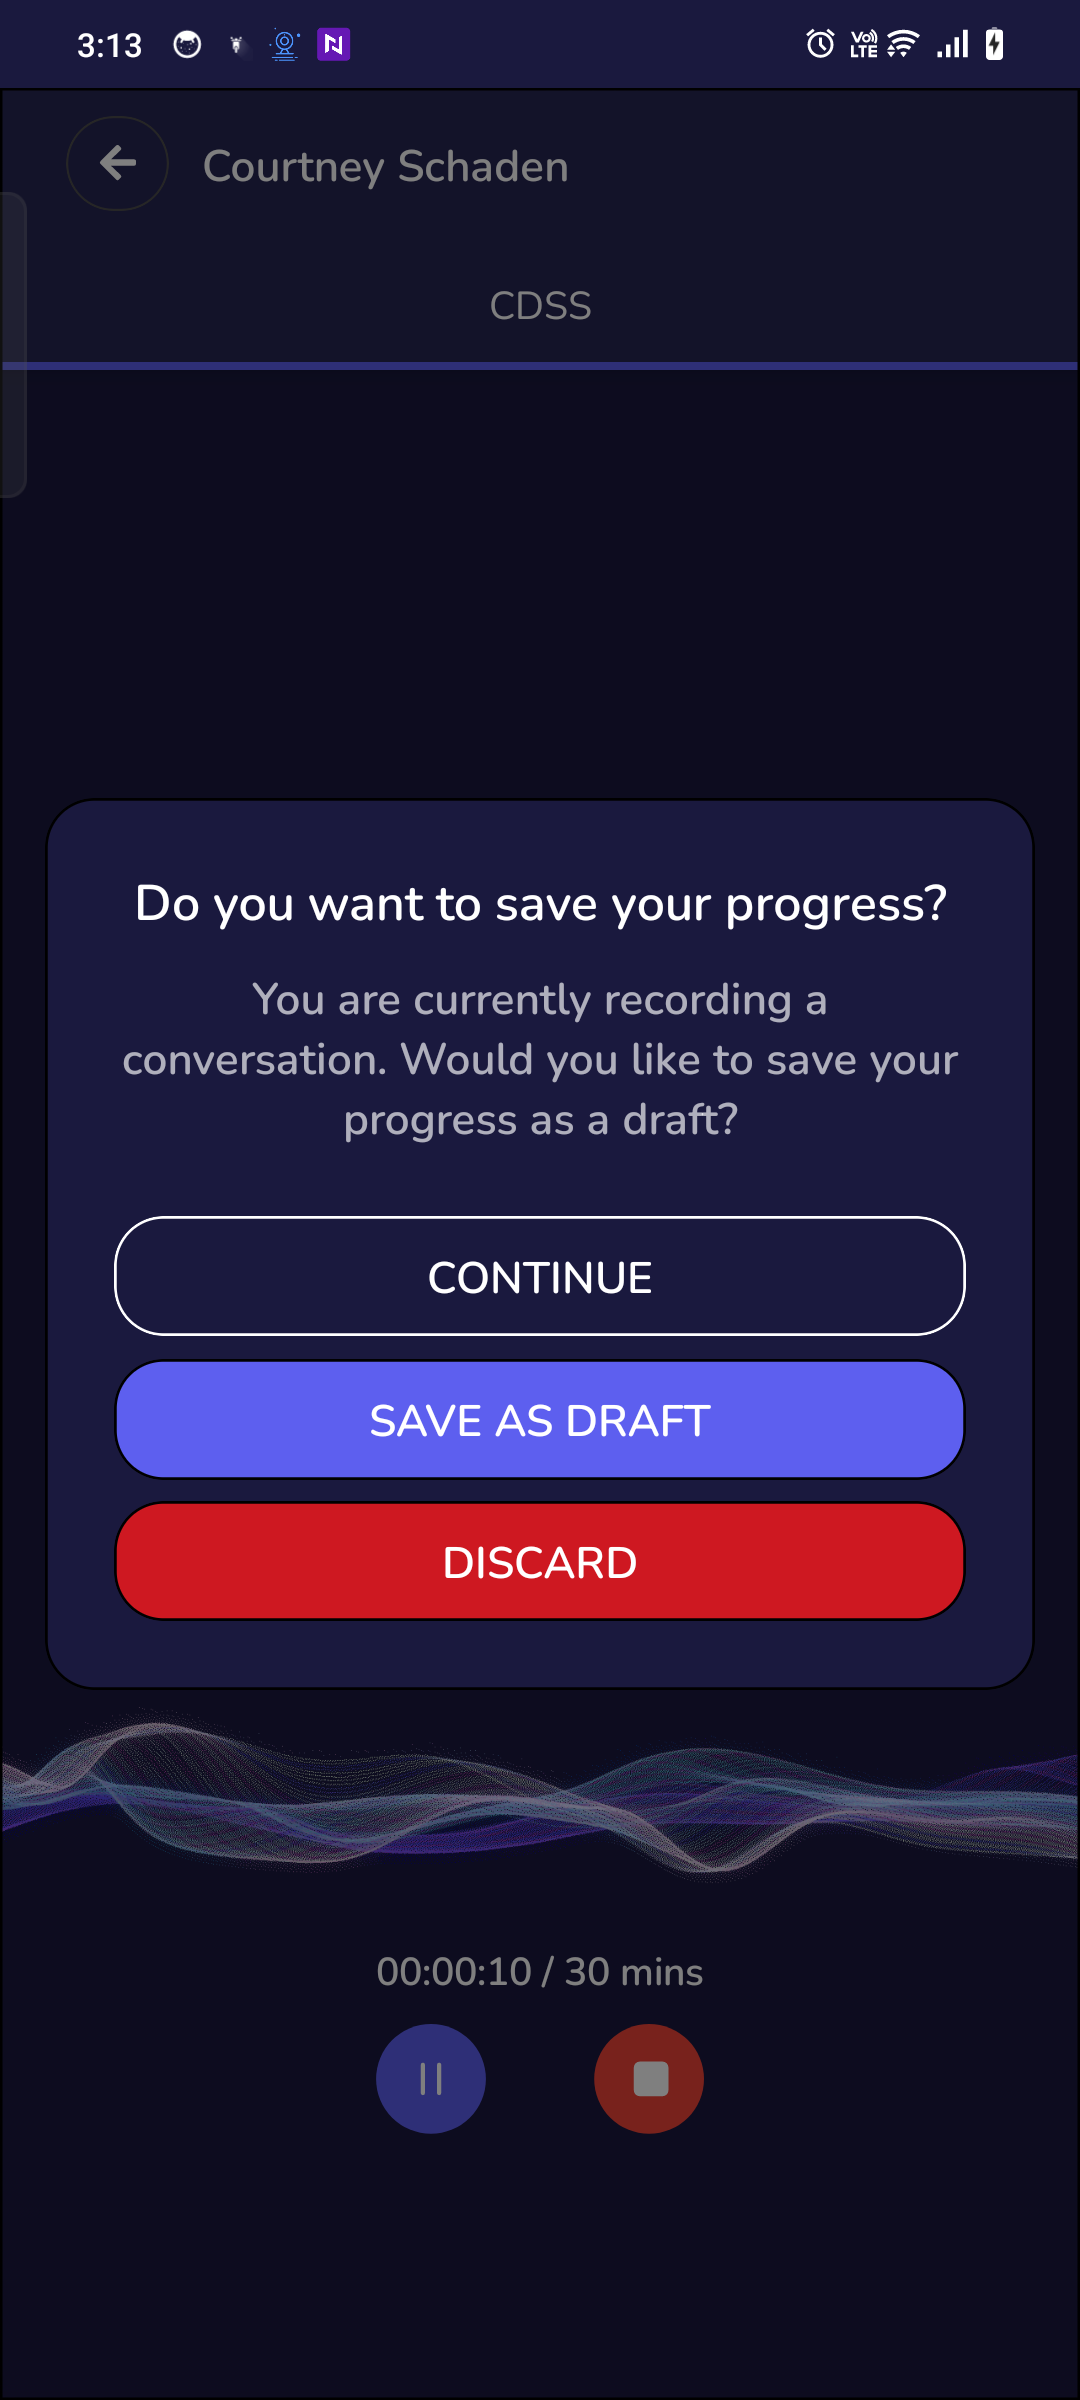 3:13
N
Vo)) LTE
Courtney Schaden
CDSS
Do you want to save your progress?
You are currently recording a
conversation. Would you like to save your
progress as a draft?
CONTINUE
SAVE AS DRAFT
DISCARD
00:00:10 / 30 mins